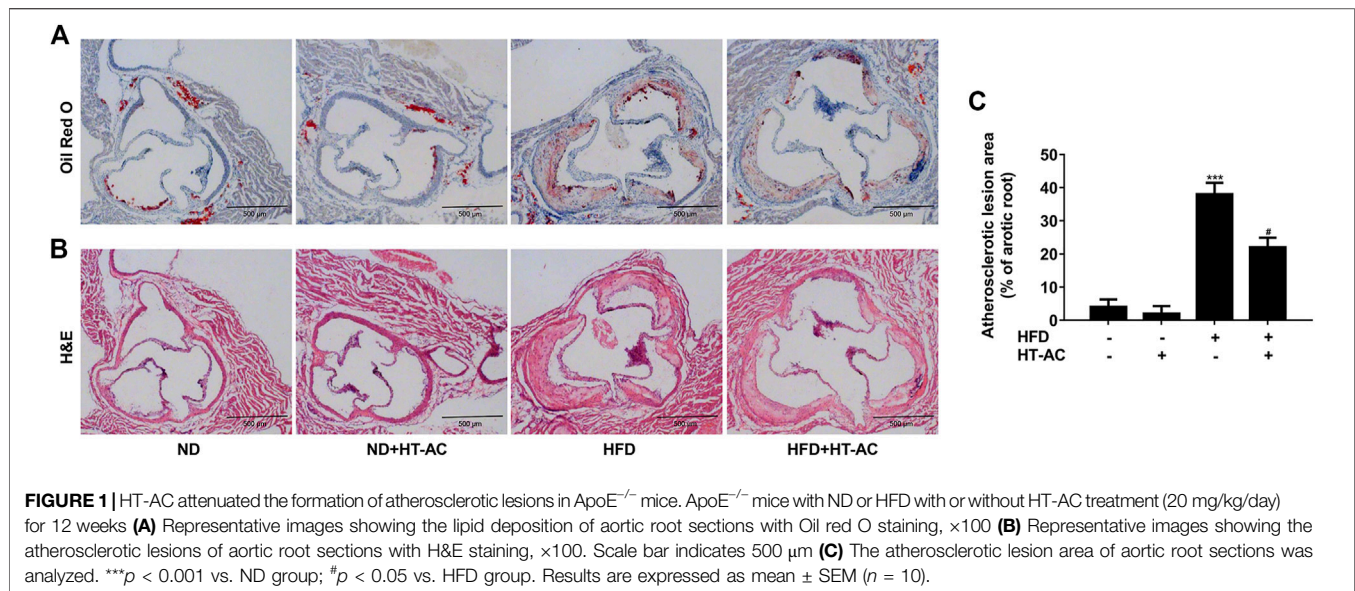 A
Oil Red O
500 µm
500 µm
500 µm
500 µm
B
H&E
500 µm
500 µm
500 µm
500 µm
ND
ND+HT-AC
HFD
HFD+HT-AC
C
Atherosclerotic lesion area
(% of arotic root)
50
40
30
20
10
0
***
#
HFD - - + +
HT-AC - + - +
FIGURE 1 | HT-AC attenuated the formation of atherosclerotic lesions in ApoE−/− mice. ApoE−/− mice with ND or HFD with or without HT-AC treatment (20 mg/kg/day)
for 12 weeks (A) Representative images showing the lipid deposition of aortic root sections with Oil red O staining, ×100 (B) Representative images showing the
atherosclerotic lesions of aortic root sections with H&E staining, ×100. Scale bar indicates 500 μm (C) The atherosclerotic lesion area of aortic root sections was
analyzed. ***p < 0.001 vs. ND group; #p < 0.05 vs. HFD group. Results are expressed as mean ± SEM (n = 10).